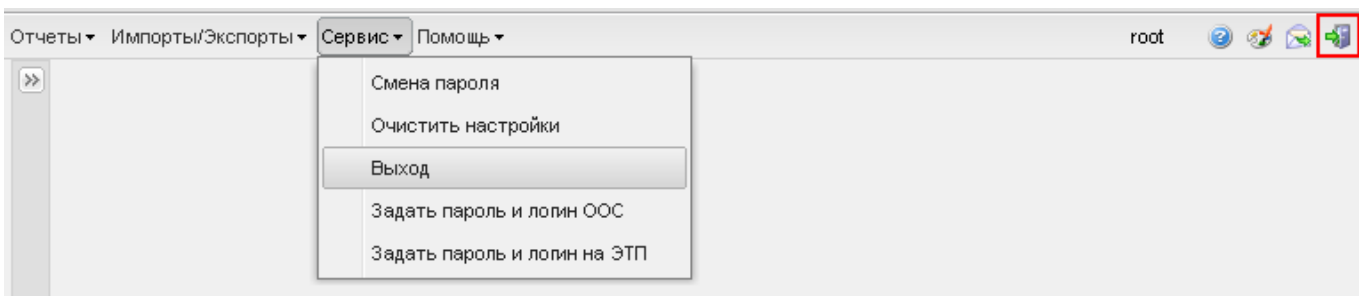 Отчеты Импорты/Экспорты Сервис Помощь root
Смена пароля
Очистить настройки
Выход
Задать пароль и логин ООС
Задать пароль и логин на ЭТП